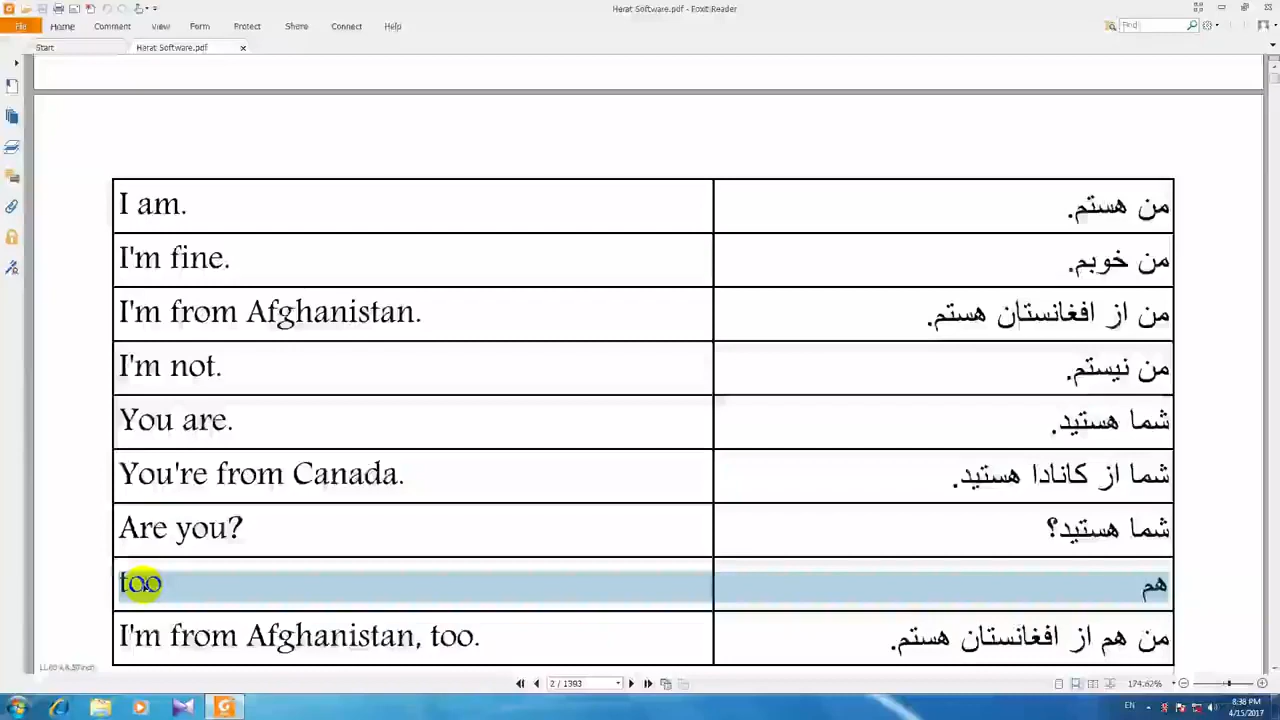 Herat Software.pdf - Foxit Reader
File Home Comment View Form Protect Share Connect Help
Find
Start Herat Software.pdf
I am. من هستم.
I'm fine. من خوبم.
I'm from Afghanistan. من از افغانستان هستم.
I'm not. من نیستم.
You are. شما هستید.
You're from Canada. شما از کانادا هستید.
Are you? شما هستید؟
too هم
I'm from Afghanistan, too. من هم از افغانستان هستم.
2 / 1393
174.62%
EN
8:38 PM
4/15/2017